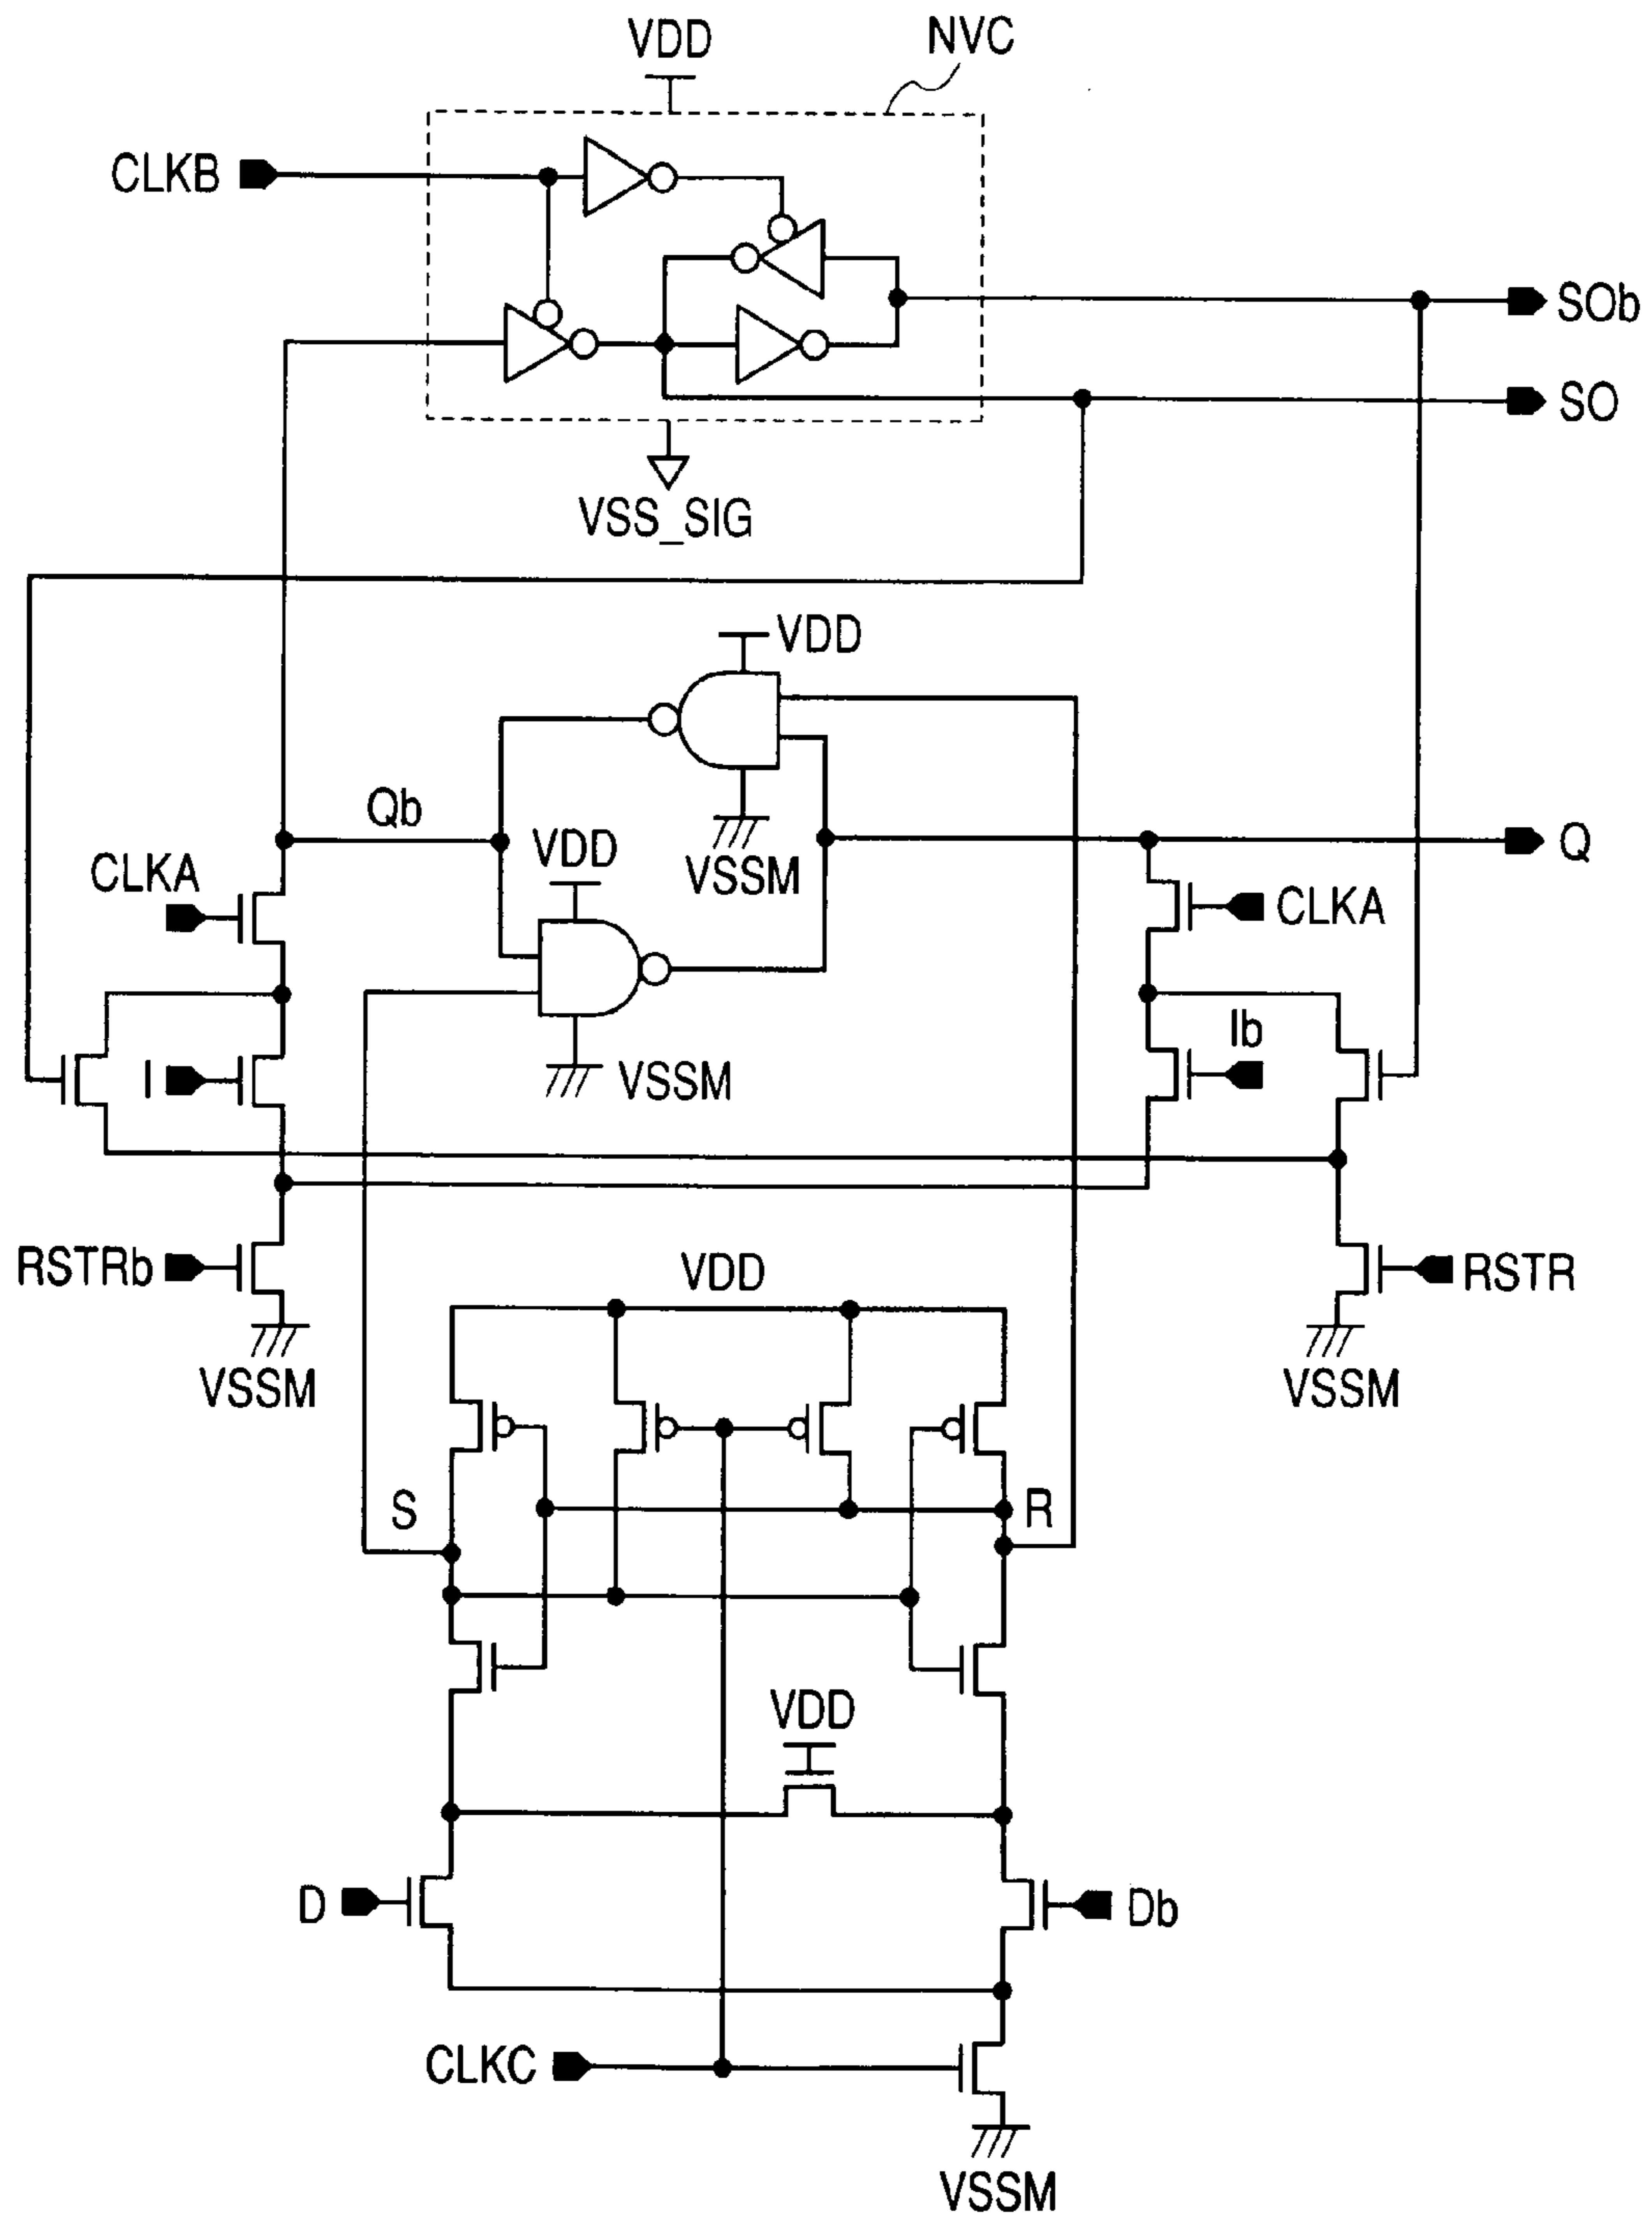 VDD
NVC
CLKB
SOb
SO
VSS_SIG
VDD
Qb
VDD
VSSM
Q
CLKA
CLKA
Ib
I
VSSM
RSTRb
VDD
RSTR
VSSM
VSSM
S
R
VDD
D
Db
CLKC
VSSM